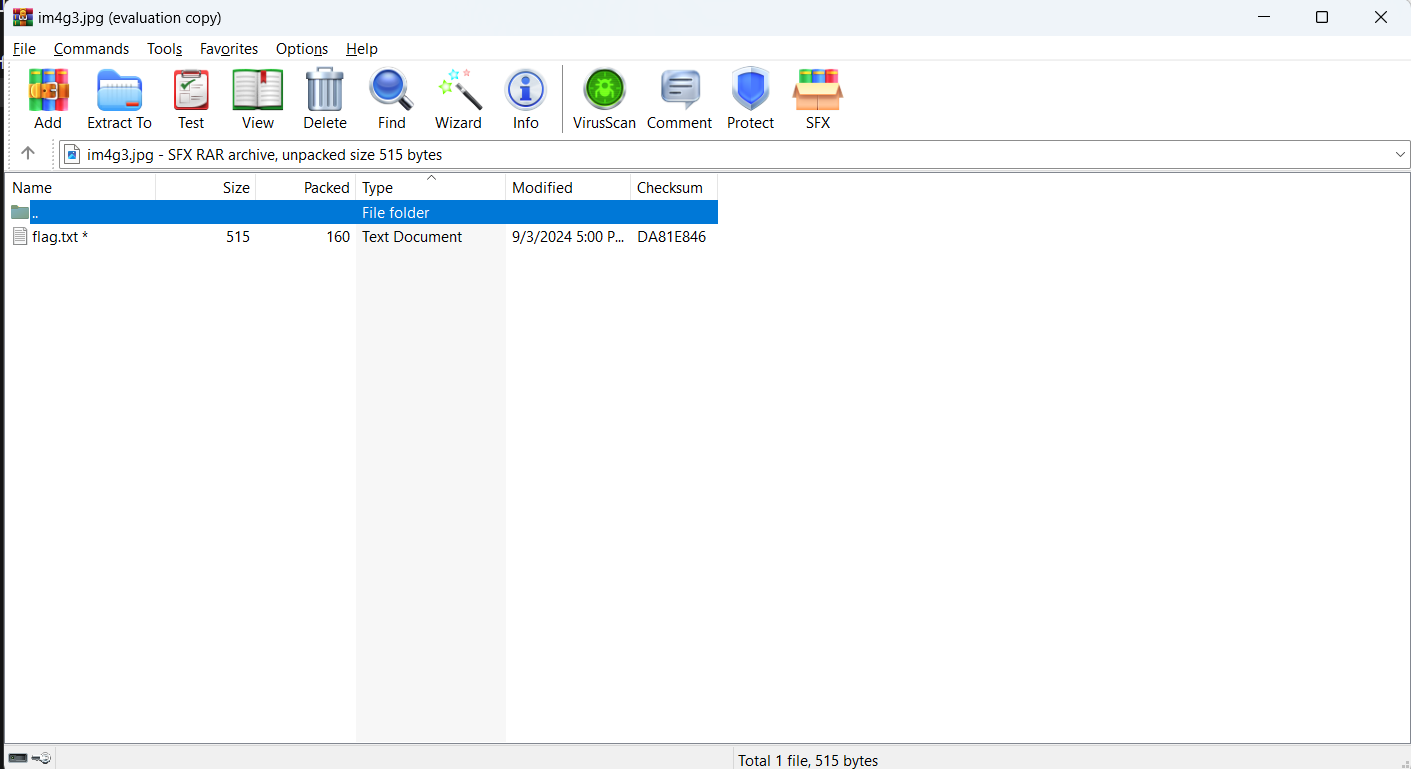 im4g3.jpg (evaluation copy)
File Commands Tools Favorites Options Help
Add Extract To Test View Delete Find Wizard Info VirusScan Comment Protect SFX
im4g3.jpg - SFX RAR archive, unpacked size 515 bytes
Name Size Packed Type Modified Checksum
.. File folder
flag.txt * 515 160 Text Document 9/3/2024 5:00 P... DA81E846
Total 1 file, 515 bytes